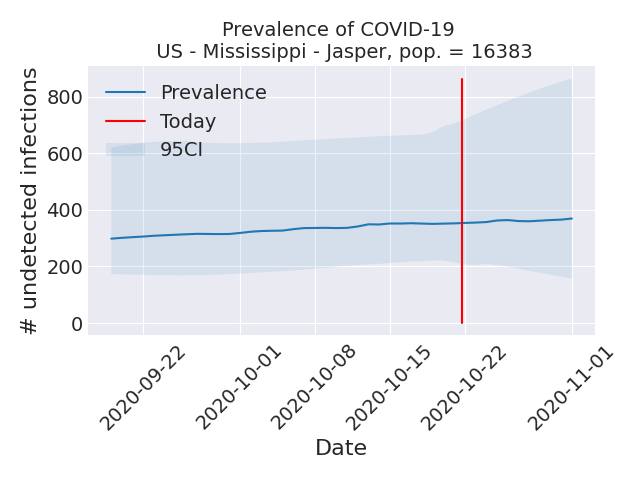 Prevalence of COVID-19
US - Mississippi - Jasper, pop. = 16383
# undetected infections
800
600
400
200
0
Prevalence
Today
95CI
2020-09-22
2020-10-01
2020-10-08
2020-10-15
2020-10-22
2020-11-01
Date